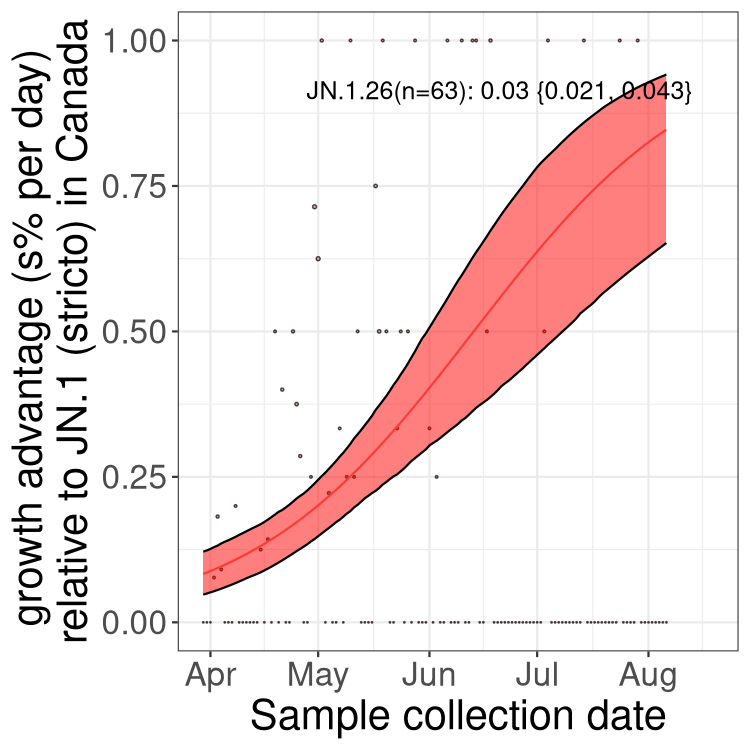 growth advantage (s% per day)
relative to JN.1 (stricto) in Canada
1.00
0.75
0.50
0.25
0.00
JN.1.26(n=63): 0.03 {0.021, 0.043}
Apr May Jun Jul Aug
Sample collection date